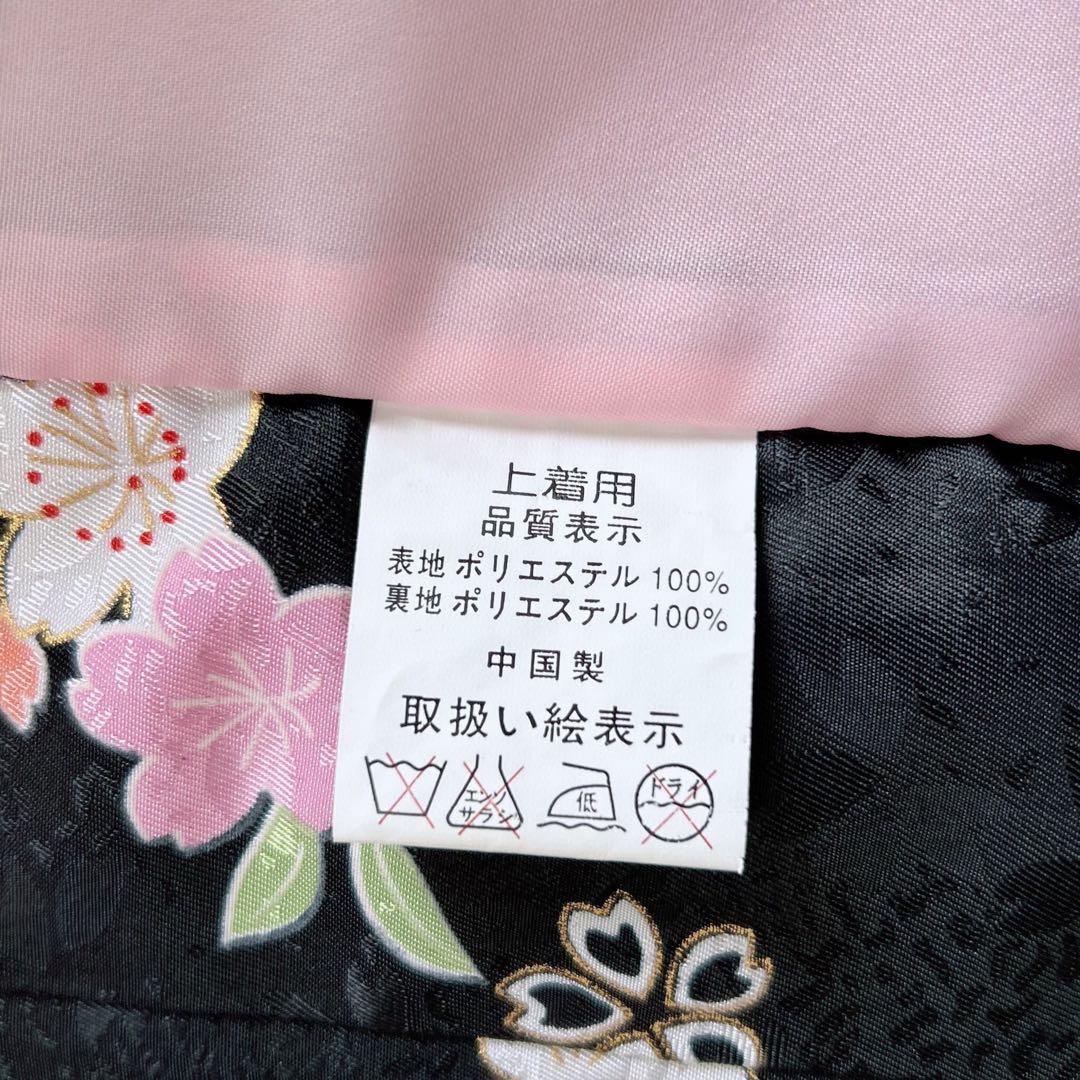 上着用
品質表示
表地 ポリエステル 100%
裏地 ポリエステル 100%
中国製
取扱い絵表示
エンソ
サラシ
低
ドライ